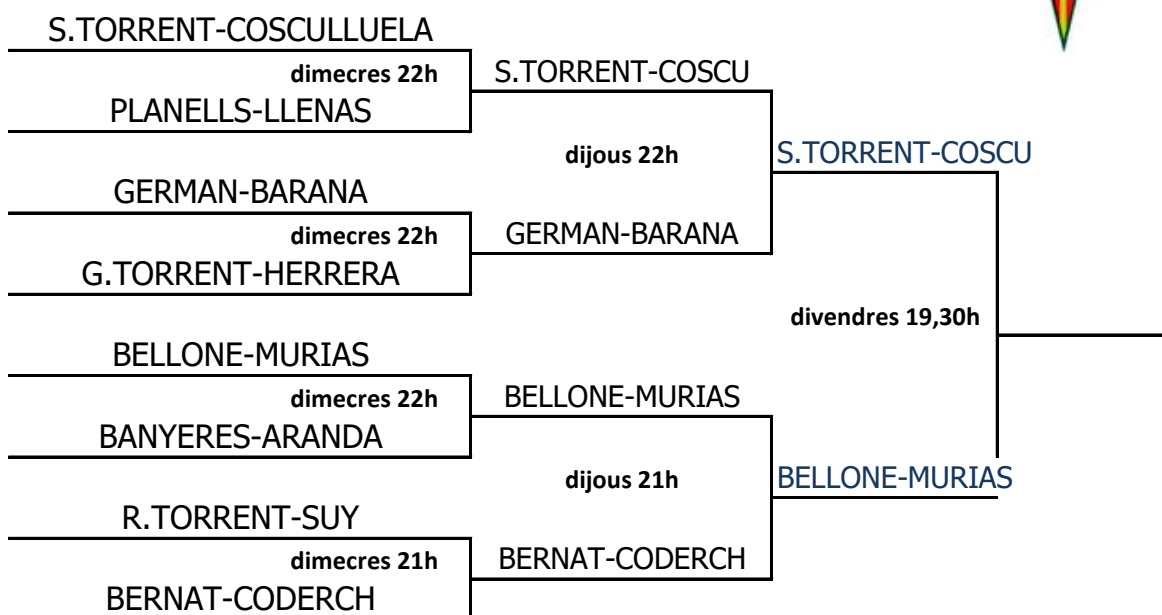 S.TORRENT-COSCULLUELA
dimecres 22h
S.TORRENT-COSCU
PLANELLS-LLENAS
dijous 22h
S.TORRENT-COSCU
GERMAN-BARANA
dimecres 22h
GERMAN-BARANA
G.TORRENT-HERRERA
divendres 19,30h
BELLONE-MURIAS
dimecres 22h
BELLONE-MURIAS
BANYERES-ARANDA
dijous 21h
BELLONE-MURIAS
R.TORRENT-SUY
dimecres 21h
BERNAT-CODERCH
BERNAT-CODERCH